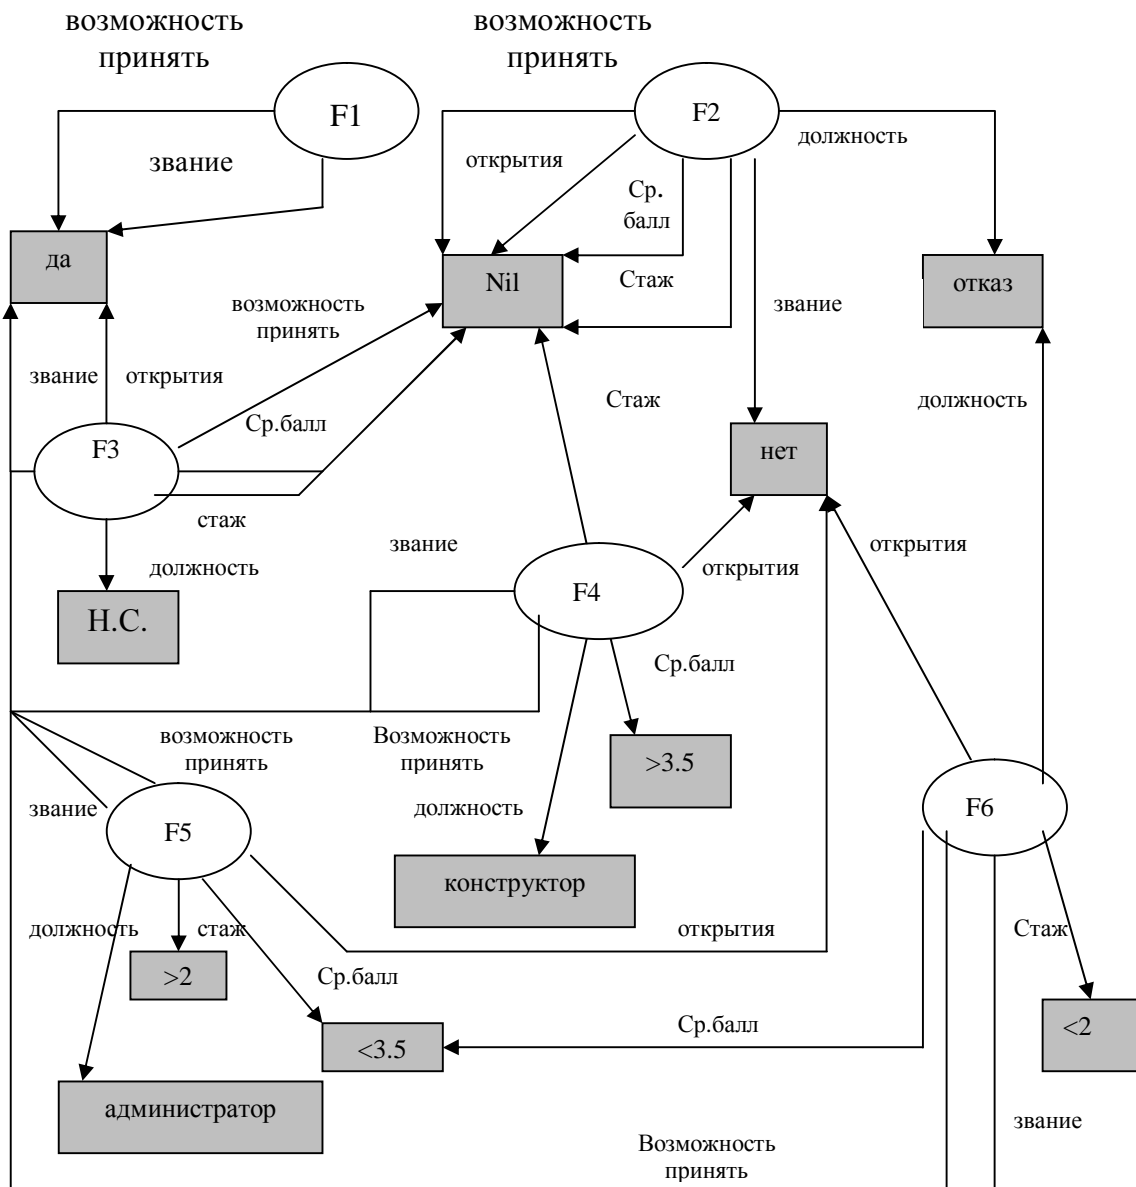 возможность
принять
возможность
принять
F1
F2
должность
звание
открытия
Ср.
балл
да
Nil
Стаж
отказ
возможность
принять
звание
звание
открытия
Стаж
должность
Ср.балл
F3
нет
стаж
звание
открытия
должность
открытия
F4
Н.С.
Ср.балл
возможность
принять
Возможность
принять
>3.5
звание
должность
F6
F5
конструктор
должность
стаж
открытия
Стаж
>2
Ср.балл
Ср.балл
<2
<3.5
администратор
звание
Возможность
принять